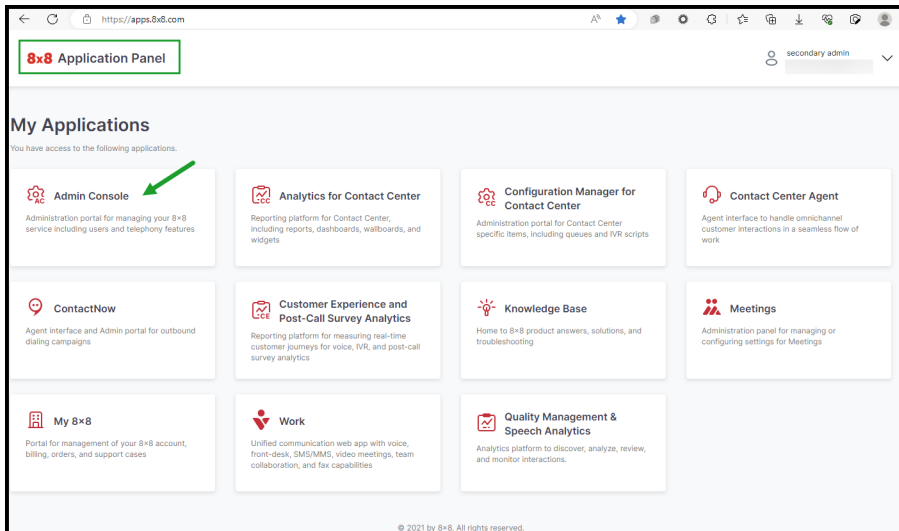 https://apps.8x8.com
8x8 Application Panel
secondary admin
My Applications
You have access to the following applications.
AC
Admin Console
Administration portal for managing your 8×8
service including users and telephony features
CC
Analytics for Contact Center
Reporting platform for Contact Center,
including reports, dashboards, wallboards, and
widgets
CC
Configuration Manager for
Contact Center
Administration portal for Contact Center
specific items, including queues and IVR scripts
Contact Center Agent
Agent interface to handle omnichannel
customer interactions in a seamless flow of
work
ContactNow
Agent interface and Admin portal for outbound
dialing campaigns
CE
Customer Experience and
Post-Call Survey Analytics
Reporting platform for measuring real-time
customer journeys for voice, IVR, and post-call
survey analytics
Knowledge Base
Home to 8×8 product answers, solutions, and
troubleshooting
Meetings
Administration panel for managing or
configuring settings for Meetings
My 8×8
Portal for management of your 8×8 account,
billing, orders, and support cases
Work
Unified communication web app with voice,
front-desk, SMS/MMS, video meetings, team
collaboration, and fax capabilities
Quality Management &
Speech Analytics
Analytics platform to discover, analyze, review,
and monitor interactions.
© 2021 by 8×8. All rights reserved.